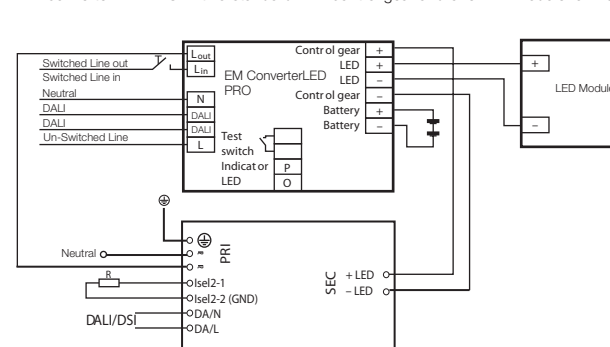 Switched Line out
Switched Line in
Neutral
DALI
DALI
Un-Switched Line
Lout
Lin
N
DALI
DALI
L
EM ConverterLED
PRO
Test
switch
Indicat or
LED
P
O
Control gear
LED
LED
Control gear
Battery
Battery
+
+
–
–
+
–
+
–
LED Module
Neutral
R
DALI/DSI
PRI
Isel2-1
Isel2-2 (GND)
DA/N
DA/L
SEC
+ LED
– LED